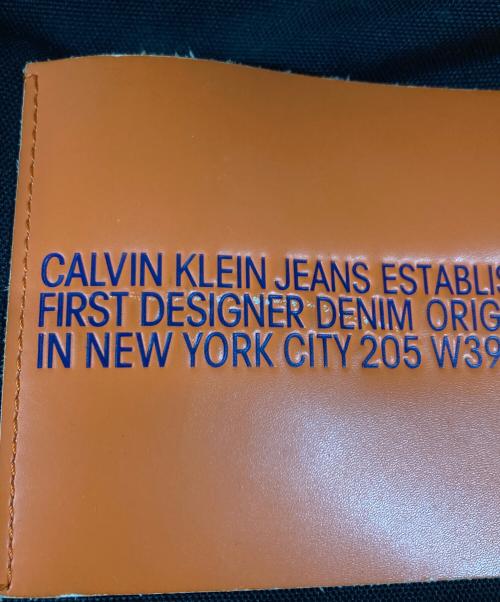 CALVIN KLEIN JEANS ESTABLIS
FIRST DESIGNER DENIM ORIG
IN NEW YORK CITY 205 W39